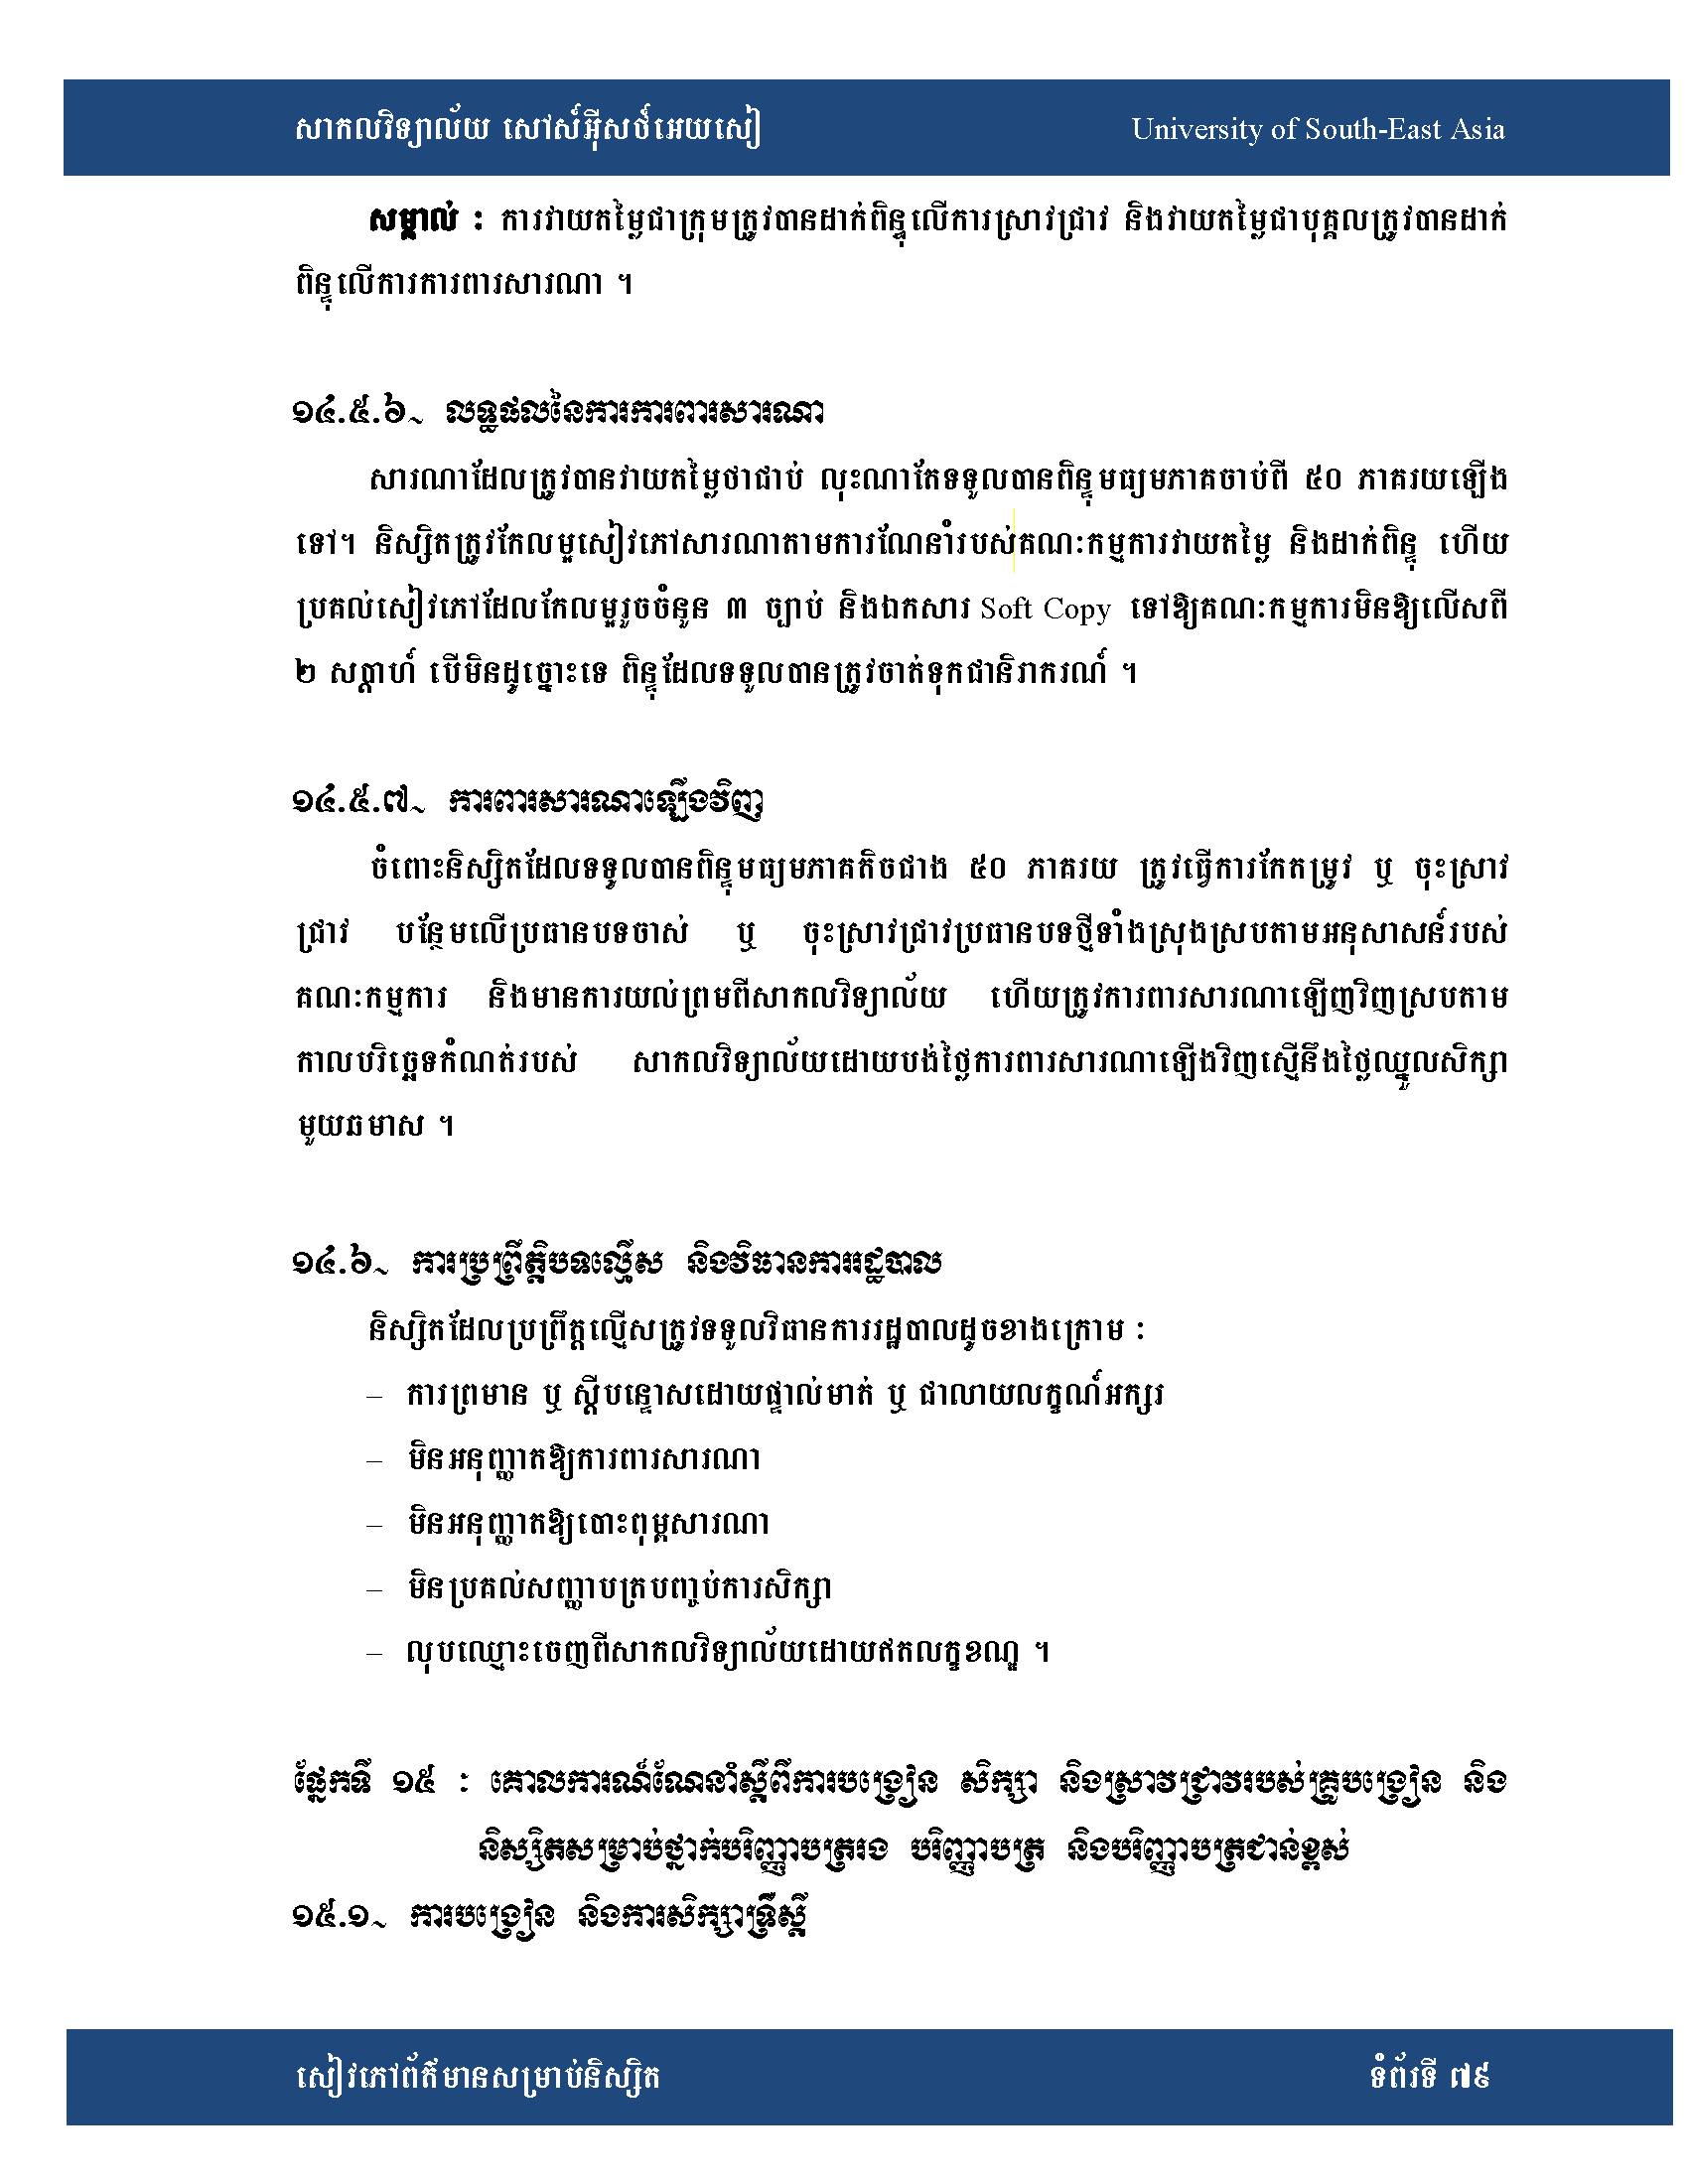 សាកលវិទ្យាល័យ សៅស៍អ៊ីសថ៍អេយសៀ University of South-East Asia
សម្គាល់ ៖ ការវាយតម្លៃជាក្រុមត្រូវបានដាក់ពិន្ទុលើការស្រាវជ្រាវ និងវាយតម្លៃជាបុគ្គលត្រូវបានដាក់
ពិន្ទុលើការការពារសារណា ។
១៤.៥.៦~ លទ្ធផលនៃការការពារសារណា
សារណាដែលត្រូវបានវាយតម្លៃថាជាប់ លុះណាតែទទួលបានពិន្ទុមធ្យមភាគចាប់ពី ៥០ ភាគរយឡើង
ទៅ។ និស្សិតត្រូវកែលម្អសៀវភៅសារណាតាមការណែនាំរបស់គណៈកម្មការវាយតម្លៃ និងដាក់ពិន្ទុ ហើយ
ប្រគល់សៀវភៅដែលកែលម្អរួចចំនួន ៣ ច្បាប់ និងឯកសារ Soft Copy ទៅឱ្យគណៈកម្មការមិនឱ្យលើសពី
២ សប្តាហ៍ បើមិនដូច្នោះទេ ពិន្ទុដែលទទួលបានត្រូវចាត់ទុកជានិរាករណ៍ ។
១៤.៥.៧~ ការពារសារណាឡើងវិញ
ចំពោះនិស្សិតដែលទទួលបានពិន្ទុមធ្យមភាគតិចជាង ៥០ ភាគរយ ត្រូវធ្វើការកែតម្រូវ ឬ ចុះស្រាវ
ជ្រាវ បន្ថែមលើប្រធានបទចាស់ ឬ ចុះស្រាវជ្រាវប្រធានបទថ្មីទាំងស្រុងស្របតាមអនុសាសន៍របស់
គណៈកម្មការ និងមានការយល់ព្រមពីសាកលវិទ្យាល័យ ហើយត្រូវការពារសារណាឡើញវិញស្របតាម
កាលបរិច្ឆេទកំណត់របស់ សាកលវិទ្យាល័យដោយបង់ថ្លៃការពារសារណាឡើងវិញស្មើនឹងថ្លៃឈ្នួលសិក្សា
មួយឆមាស ។
១៤.៦~ ការប្រព្រឹត្តិបទល្មើស និងវិធានការរដ្ឋបាល
និស្សិតដែលប្រព្រឹត្តល្មើសត្រូវទទួលវិធានការរដ្ឋបាលដូចខាងក្រោម ៖
– ការព្រមាន ឬ ស្តីបន្ទោសដោយផ្ទាល់មាត់ ឬ ជាលាយលក្ខណ៍អក្សរ
– មិនអនុញ្ញាតឱ្យការពារសារណា
– មិនអនុញ្ញាតឱ្យបោះពុម្ពសារណា
– មិនប្រគល់សញ្ញាបត្របញ្ចប់ការសិក្សា
– លុបឈ្មោះចេញពីសាកលវិទ្យាល័យដោយឥតលក្ខខណ្ឌ ។
ផ្នែកទី ១៥ ៖ គោលការណ៍ណែនាំស្តីពីការបង្រៀន សិក្សា និងស្រាវជ្រាវរបស់គ្រូបង្រៀន និង
និស្សិតសម្រាប់ថ្នាក់បរិញ្ញាបត្ររង បរិញ្ញាបត្រ និងបរិញ្ញាបត្រជាន់ខ្ពស់
១៥.១~ ការបង្រៀន និងការសិក្សាទ្រឹស្តី
សៀវភៅព័ត៌មានសម្រាប់និស្សិត ទំព័រទី ៧៩